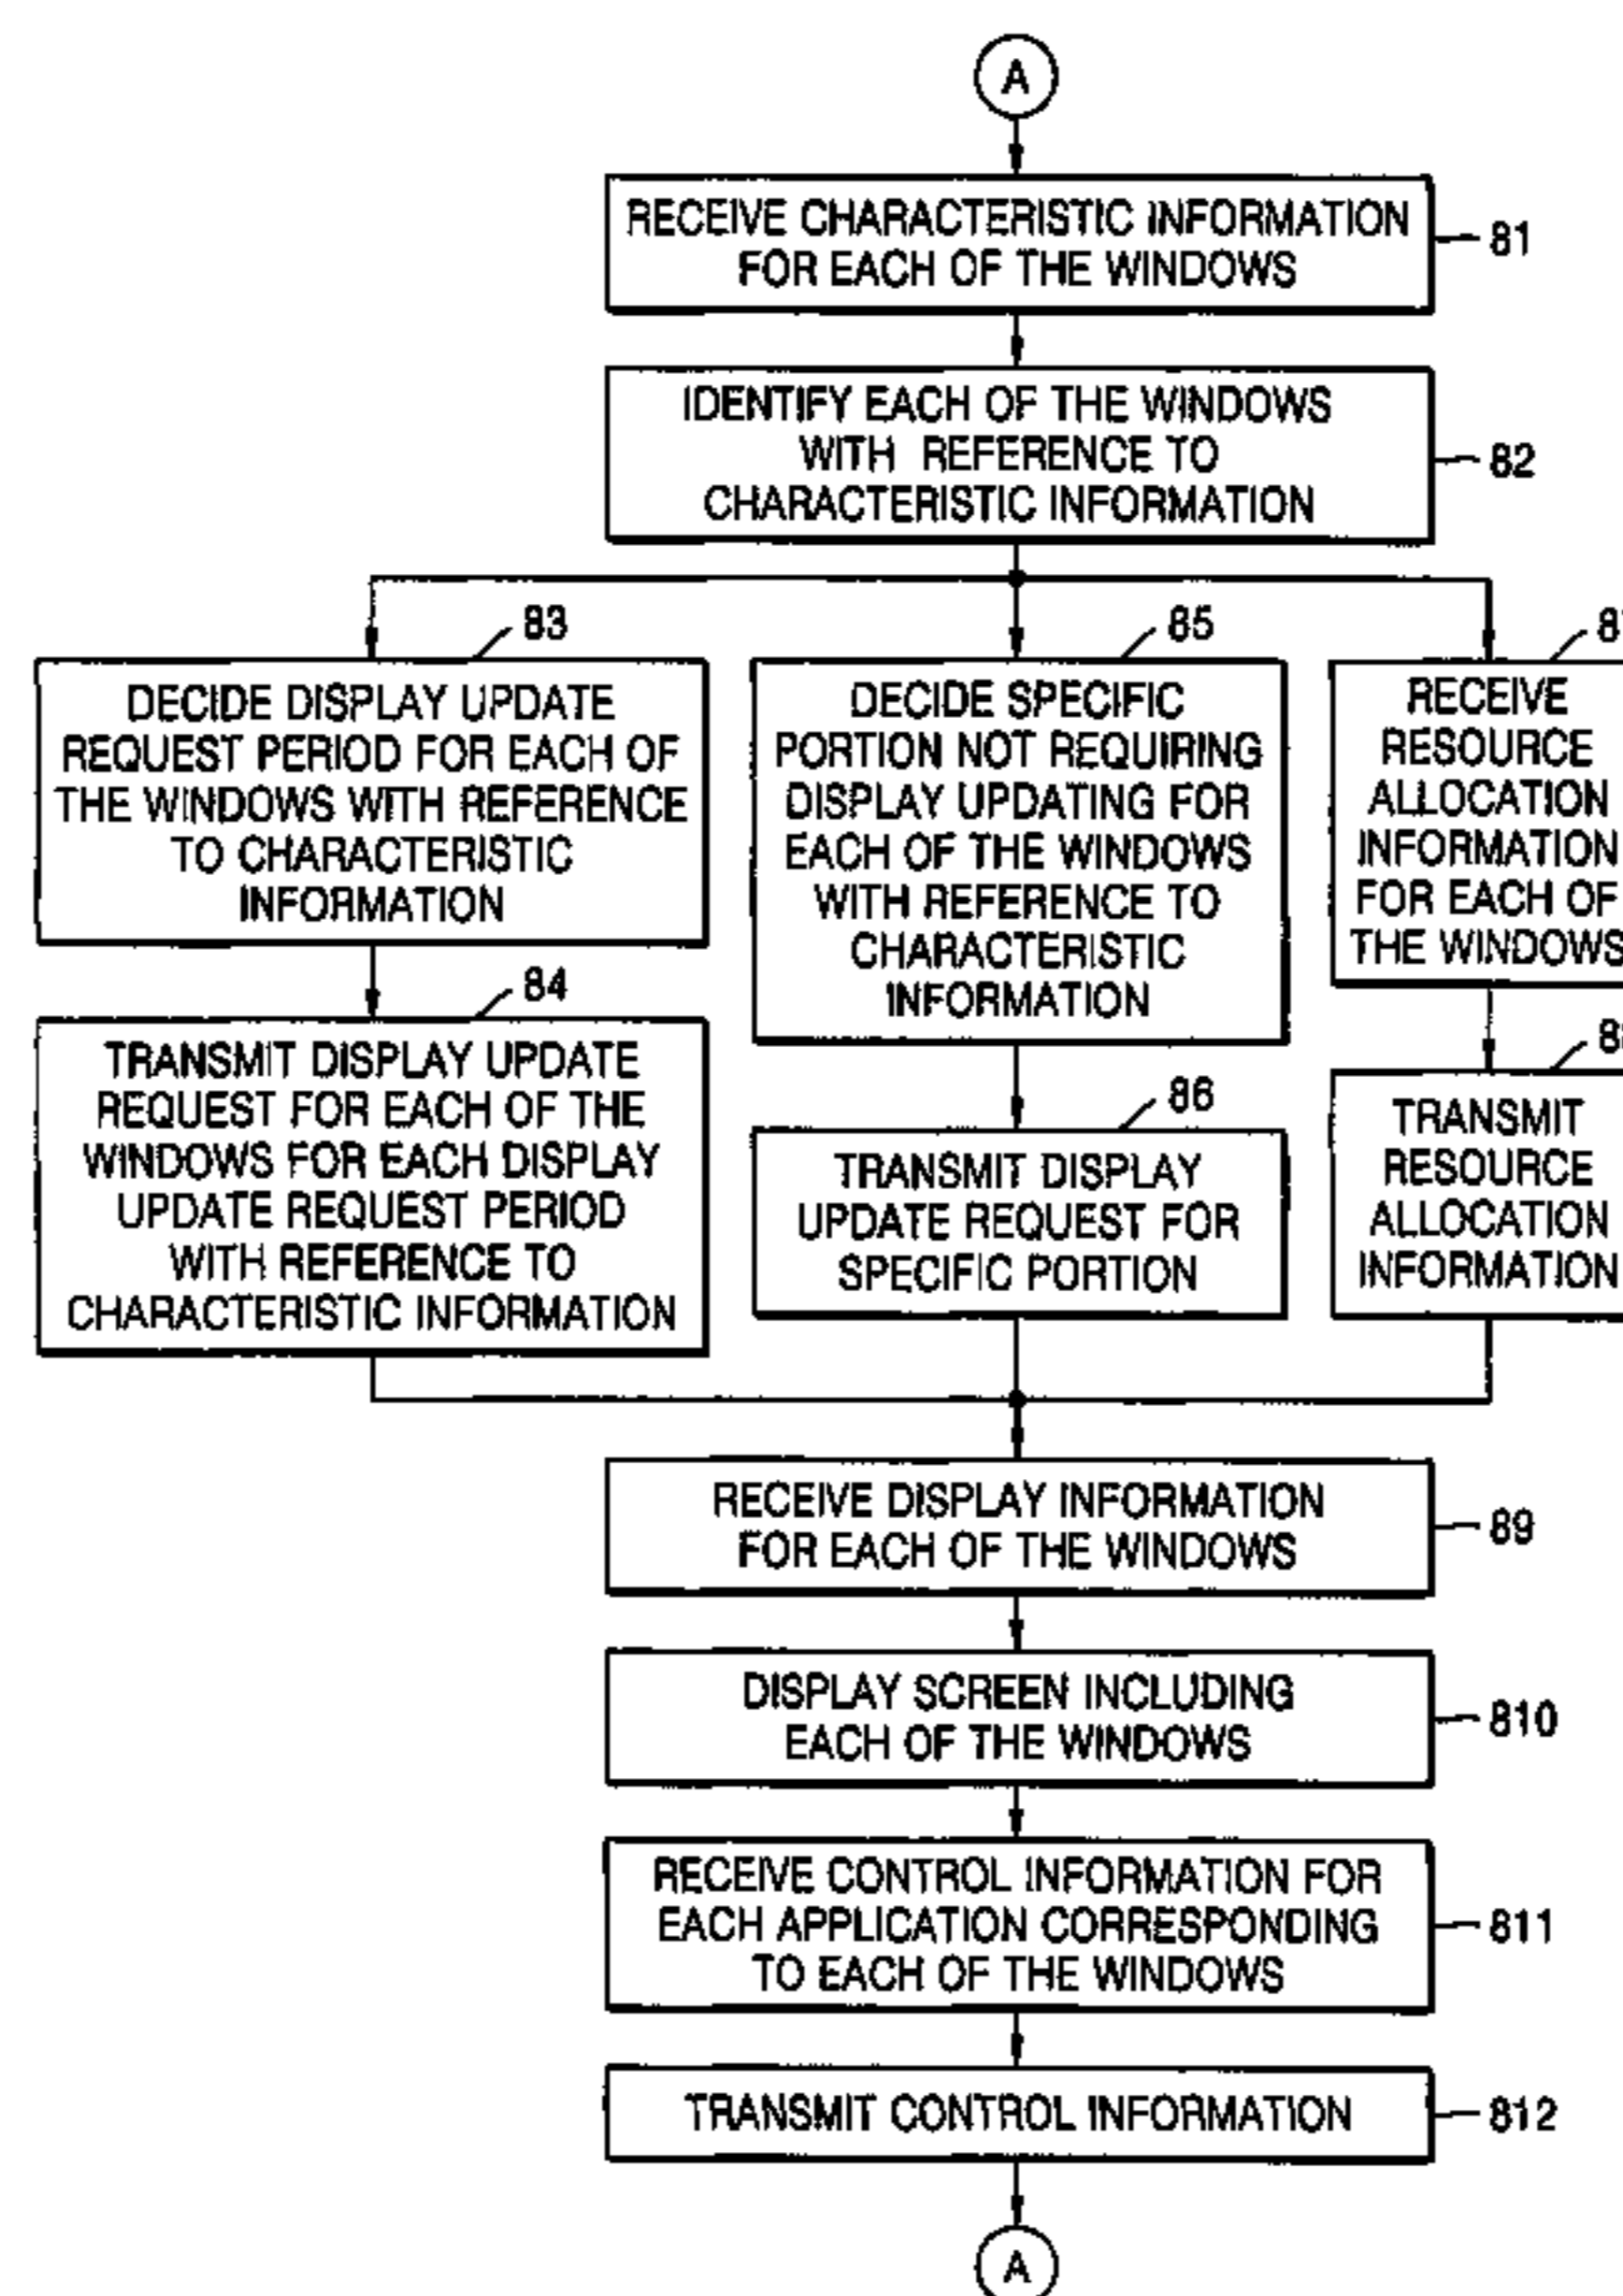 A
RECEIVE CHARACTERISTIC INFORMATION
FOR EACH OF THE WINDOWS
81
IDENTIFY EACH OF THE WINDOWS
WITH REFERENCE TO
CHARACTERISTIC INFORMATION
82
83
DECIDE DISPLAY UPDATE
REQUEST PERIOD FOR EACH OF
THE WINDOWS WITH REFERENCE
TO CHARACTERISTIC
INFORMATION
84
TRANSMIT DISPLAY UPDATE
REQUEST FOR EACH OF THE
WINDOWS FOR EACH DISPLAY
UPDATE REQUEST PERIOD
WITH REFERENCE TO
CHARACTERISTIC INFORMATION
85
DECIDE SPECIFIC
PORTION NOT REQUIRING
DISPLAY UPDATING FOR
EACH OF THE WINDOWS
WITH REFERENCE TO
CHARACTERISTIC
INFORMATION
86
TRANSMIT DISPLAY
UPDATE REQUEST FOR
SPECIFIC PORTION
RECEIVE
RESOURCE
ALLOCATION
INFORMATION
FOR EACH OF
THE WINDOWS
TRANSMIT
RESOURCE
ALLOCATION
INFORMATION
RECEIVE DISPLAY INFORMATION
FOR EACH OF THE WINDOWS
89
DISPLAY SCREEN INCLUDING
EACH OF THE WINDOWS
810
RECEIVE CONTROL INFORMATION FOR
EACH APPLICATION CORRESPONDING
TO EACH OF THE WINDOWS
811
TRANSMIT CONTROL INFORMATION
812
A